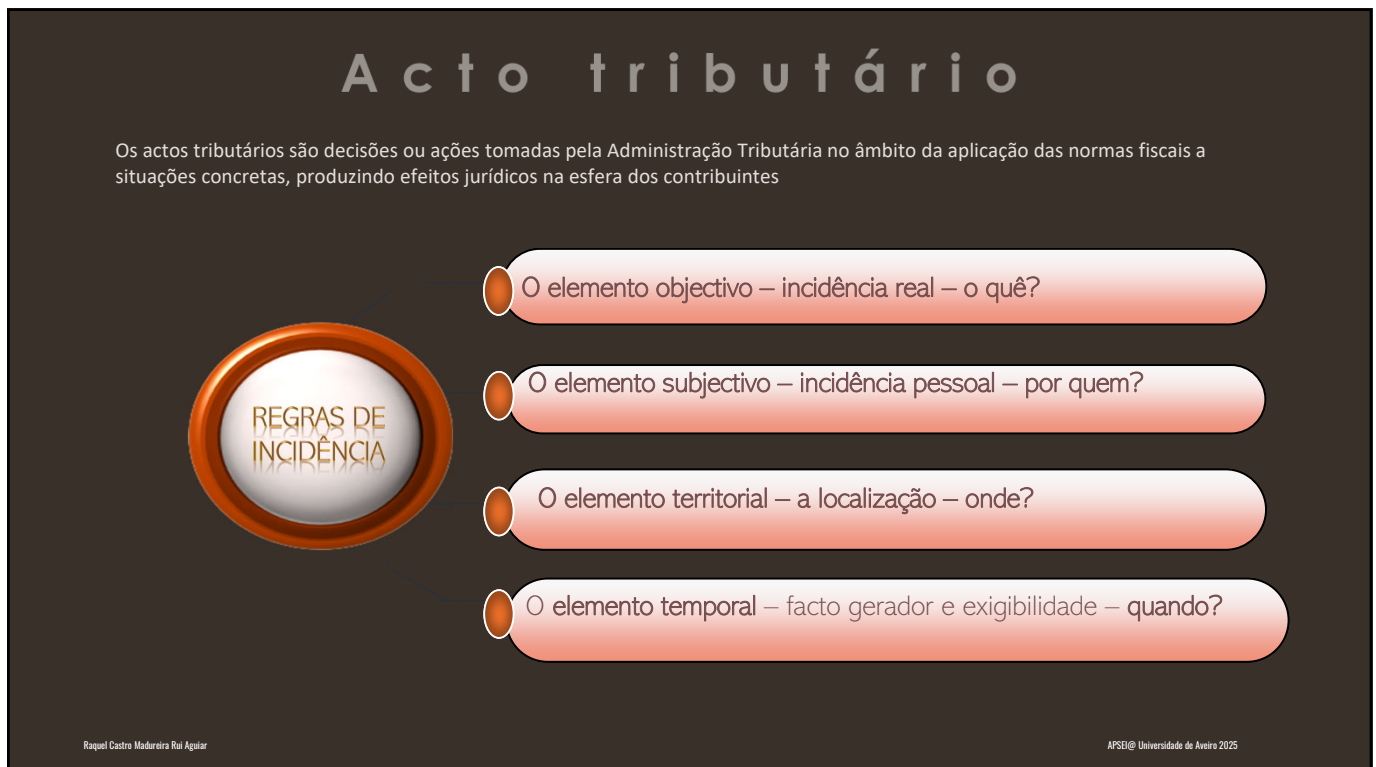 Acto tributário
Os actos tributários são decisões ou ações tomadas pela Administração Tributária no âmbito da aplicação das normas fiscais a
situações concretas, produzindo efeitos jurídicos na esfera dos contribuintes
O elemento objectivo – incidência real – o quê?
O elemento subjectivo – incidência pessoal – por quem?
REGRAS DE
INCIDÊNCIA
O elemento territorial – a localização – onde?
O elemento temporal – facto gerador e exigibilidade – quando?
Raquel Castro Madureira Rui Aguiar
APSEI@ Universidade de Aveiro 2025